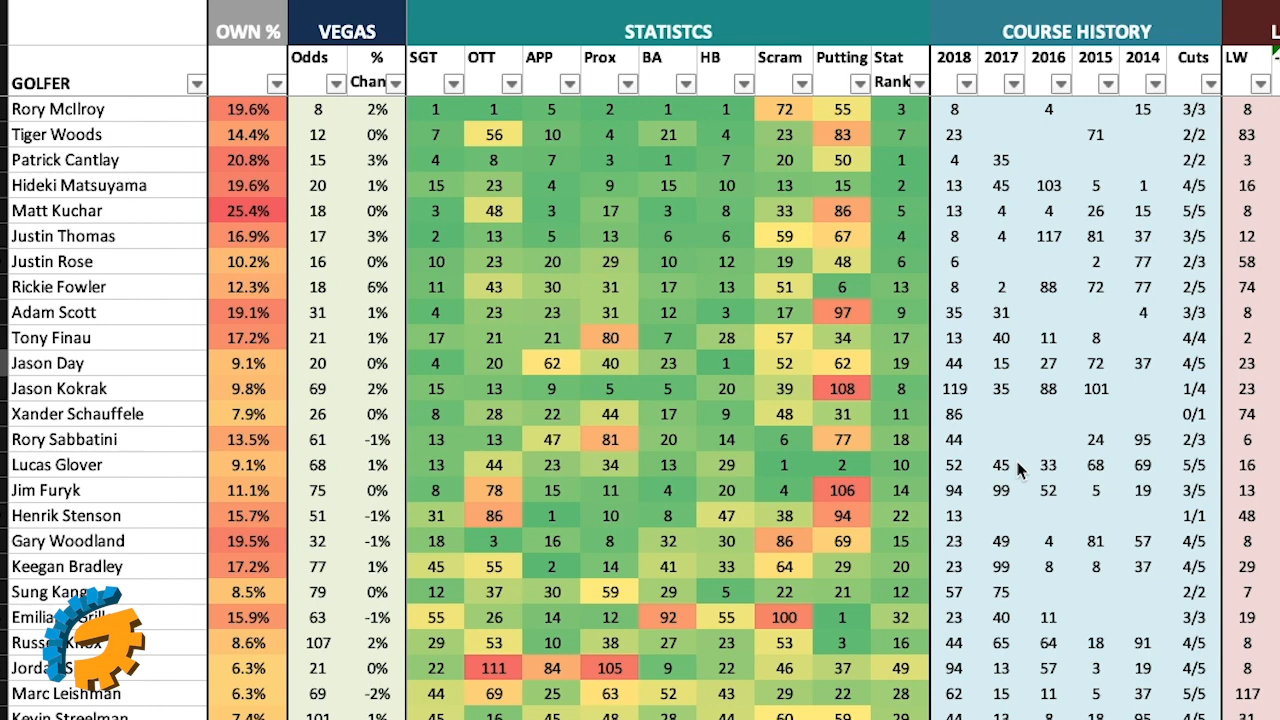 OWN % VEGAS STATISTCS COURSE HISTORY L
Odds % SGT OTT APP Prox BA HB Scram Putting Stat 2018 2017 2016 2015 2014 Cuts LW -
GOLFER Chan Rank
Rory McIlroy 19.6% 8 2% 1 1 5 2 1 1 72 55 3 8 4 15 3/3 8
Tiger Woods 14.4% 12 0% 7 56 10 4 21 4 23 83 7 23 71 2/2 83
Patrick Cantlay 20.8% 15 3% 4 8 7 3 1 7 20 50 1 4 35 2/2 3
Hideki Matsuyama 19.6% 20 1% 15 23 4 9 15 10 13 15 2 13 45 103 5 1 4/5 16
Matt Kuchar 25.4% 18 0% 3 48 3 17 3 8 33 86 5 13 4 4 26 15 5/5 8
Justin Thomas 16.9% 17 3% 2 13 5 13 6 6 59 67 4 8 4 117 81 37 3/5 12
Justin Rose 10.2% 16 0% 10 23 20 29 10 12 19 48 6 6 2 77 2/3 58
Rickie Fowler 12.3% 18 6% 11 43 30 31 17 13 51 6 13 8 2 88 72 77 2/5 74
Adam Scott 19.1% 31 1% 4 23 23 31 12 3 17 97 9 35 31 4 3/3 8
Tony Finau 17.2% 21 1% 17 21 21 80 7 28 57 34 17 13 40 11 8 4/4 2
Jason Day 9.1% 20 0% 4 20 62 40 23 1 52 62 19 44 15 27 72 37 4/5 23
Jason Kokrak 9.8% 69 2% 15 13 9 5 5 20 39 108 8 119 35 88 101 1/4 23
Xander Schauffele 7.9% 26 0% 8 28 22 44 17 9 48 31 11 86 0/1 74
Rory Sabbatini 13.5% 61 -1% 13 13 47 81 20 14 6 77 18 44 24 95 2/3 6
Lucas Glover 9.1% 68 1% 13 44 23 34 13 29 1 2 10 52 45 33 68 69 5/5 16
Jim Furyk 11.1% 75 0% 8 78 15 11 4 20 4 106 14 94 99 52 5 19 3/5 13
Henrik Stenson 15.7% 51 -1% 31 86 1 10 8 47 38 94 22 13 1/1 48
Gary Woodland 19.5% 32 -1% 18 3 16 8 32 30 86 69 15 23 49 4 81 57 4/5 8
Keegan Bradley 17.2% 77 1% 45 55 2 14 41 33 64 29 20 23 99 8 8 37 4/5 29
Sung Kang 8.5% 79 0% 12 37 30 59 29 5 22 21 12 57 75 2/2 7
15.9% 63 -1% 55 26 14 12 92 55 100 1 32 23 40 11 3/3 19
8.6% 107 2% 29 53 10 38 27 23 53 3 16 44 65 64 18 91 4/5 8
6.3% 21 0% 22 111 84 105 9 22 46 37 49 94 13 57 3 19 4/5 8
Marc Leishman 6.3% 69 -2% 44 69 25 63 52 43 29 22 28 62 15 11 5 37 5/5 117
Kevin Streelman 7.4% 101 1% 45 16 45 48 28 44 60 59 29 44 13 8 18 95 4/5 21